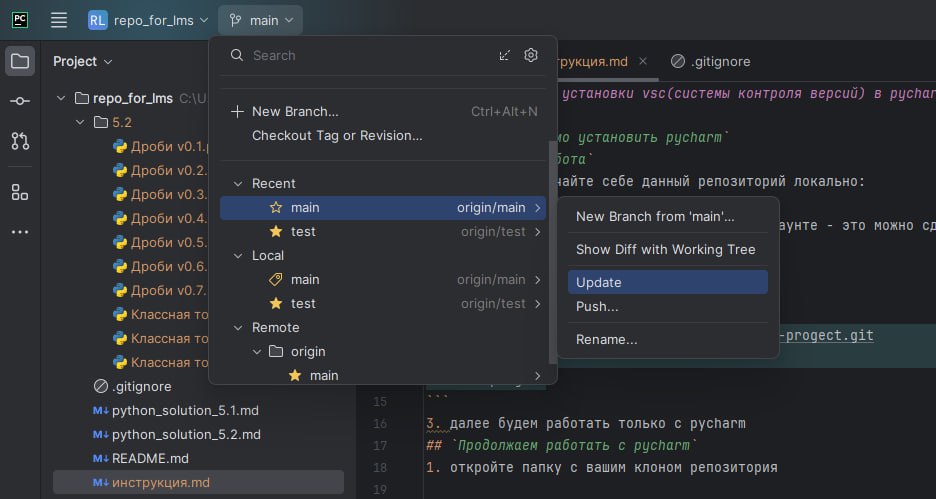 PC
RL repo_for_lms
main
Project
рукция.md
.gitignore
Search
New Branch... Ctrl+Alt+N
Checkout Tag or Revision...
Recent
main origin/main
test origin/test
Local
main origin/main
test origin/test
Remote
origin
main
New Branch from 'main'...
Show Diff with Working Tree
Update
Push...
Rename...
repo_for_lms C:\U
5.2
Дроби v0.1.
Дроби v0.2.
Дроби v0.3.
Дроби v0.4.
Дроби v0.5.
Дроби v0.6.
Дроби v0.7.
Классная то
Классная то
Классная то
.gitignore
M↓ python_solution_5.1.md
M↓ python_solution_5.2.md
M↓ README.md
M↓ инструкция.md
установки vsc(системы контроля версий) в pychar
о установить pycharm`
бота`
айте себе данный репозиторий локально:
аунте - это можно сд
-progect.git
15 ```
16 3. далее будем работать только с pycharm
17 ## `Продолжаем работать с pycharm`
18 1. откройте папку с вашим клоном репозитория
19